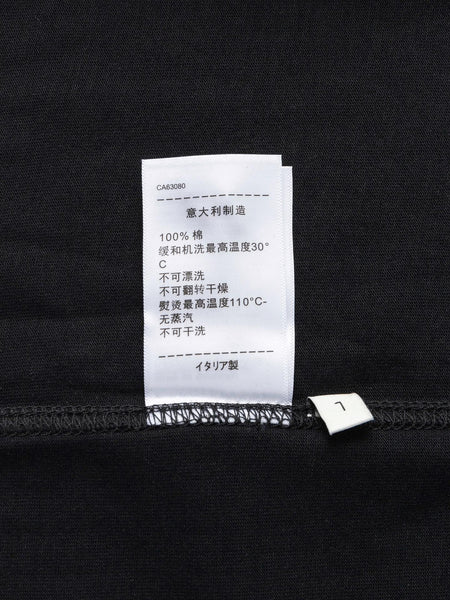 CA63080
意大利制造
100% 棉
缓和机洗最高温度30°
C
不可漂洗
不可翻转干燥
熨烫最高温度110°C-
无蒸汽
不可干洗
イタリア製
L